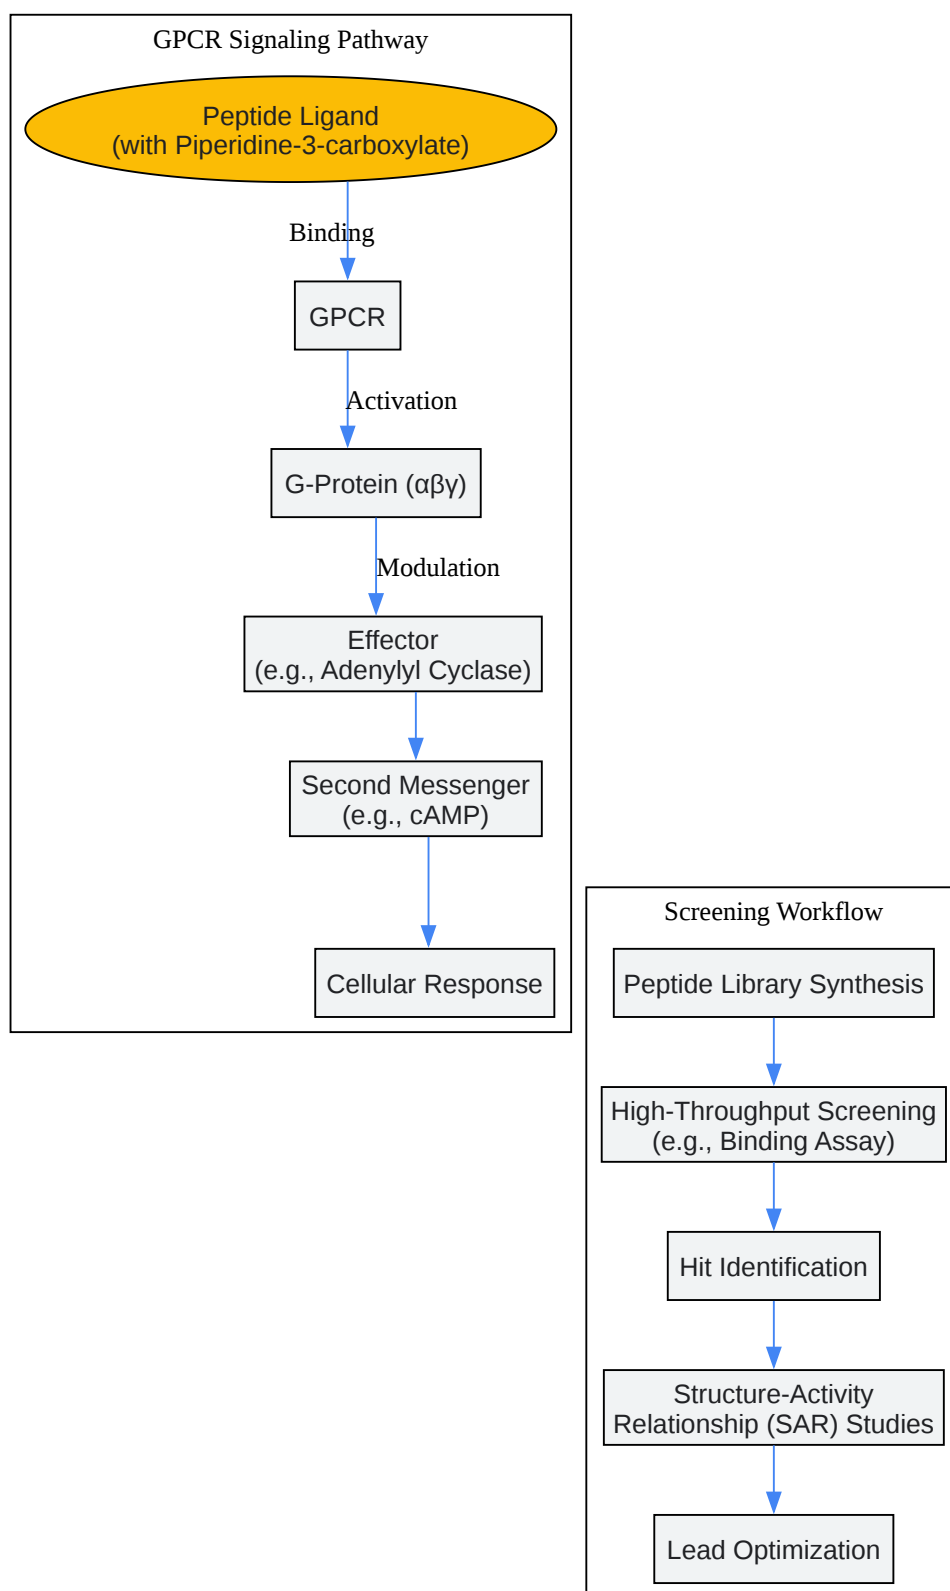 GPCR Signaling Pathway
Peptide Ligand
(with Piperidine-3-carboxylate)
Binding
GPCR
Activation
G-Protein (αβγ)
Modulation
Effector
(e.g., Adenylyl Cyclase)
Second Messenger
(e.g., cAMP)
Cellular Response
Screening Workflow
Peptide Library Synthesis
High-Throughput Screening
(e.g., Binding Assay)
Hit Identification
Structure-Activity
Relationship (SAR) Studies
Lead Optimization